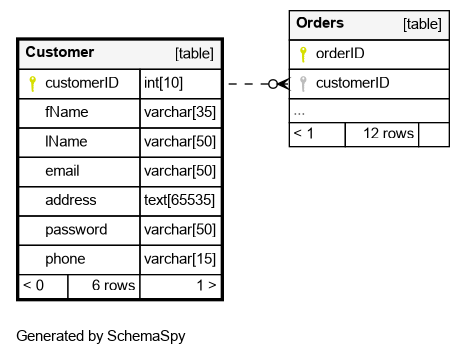 Customer [table]
customerID int[10]
fName varchar[35]
lName varchar[50]
email varchar[50]
address text[65535]
password varchar[50]
phone varchar[15]
< 0 6 rows 1 >
Orders [table]
orderID
customerID
...
< 1 12 rows
Generated by SchemaSpy